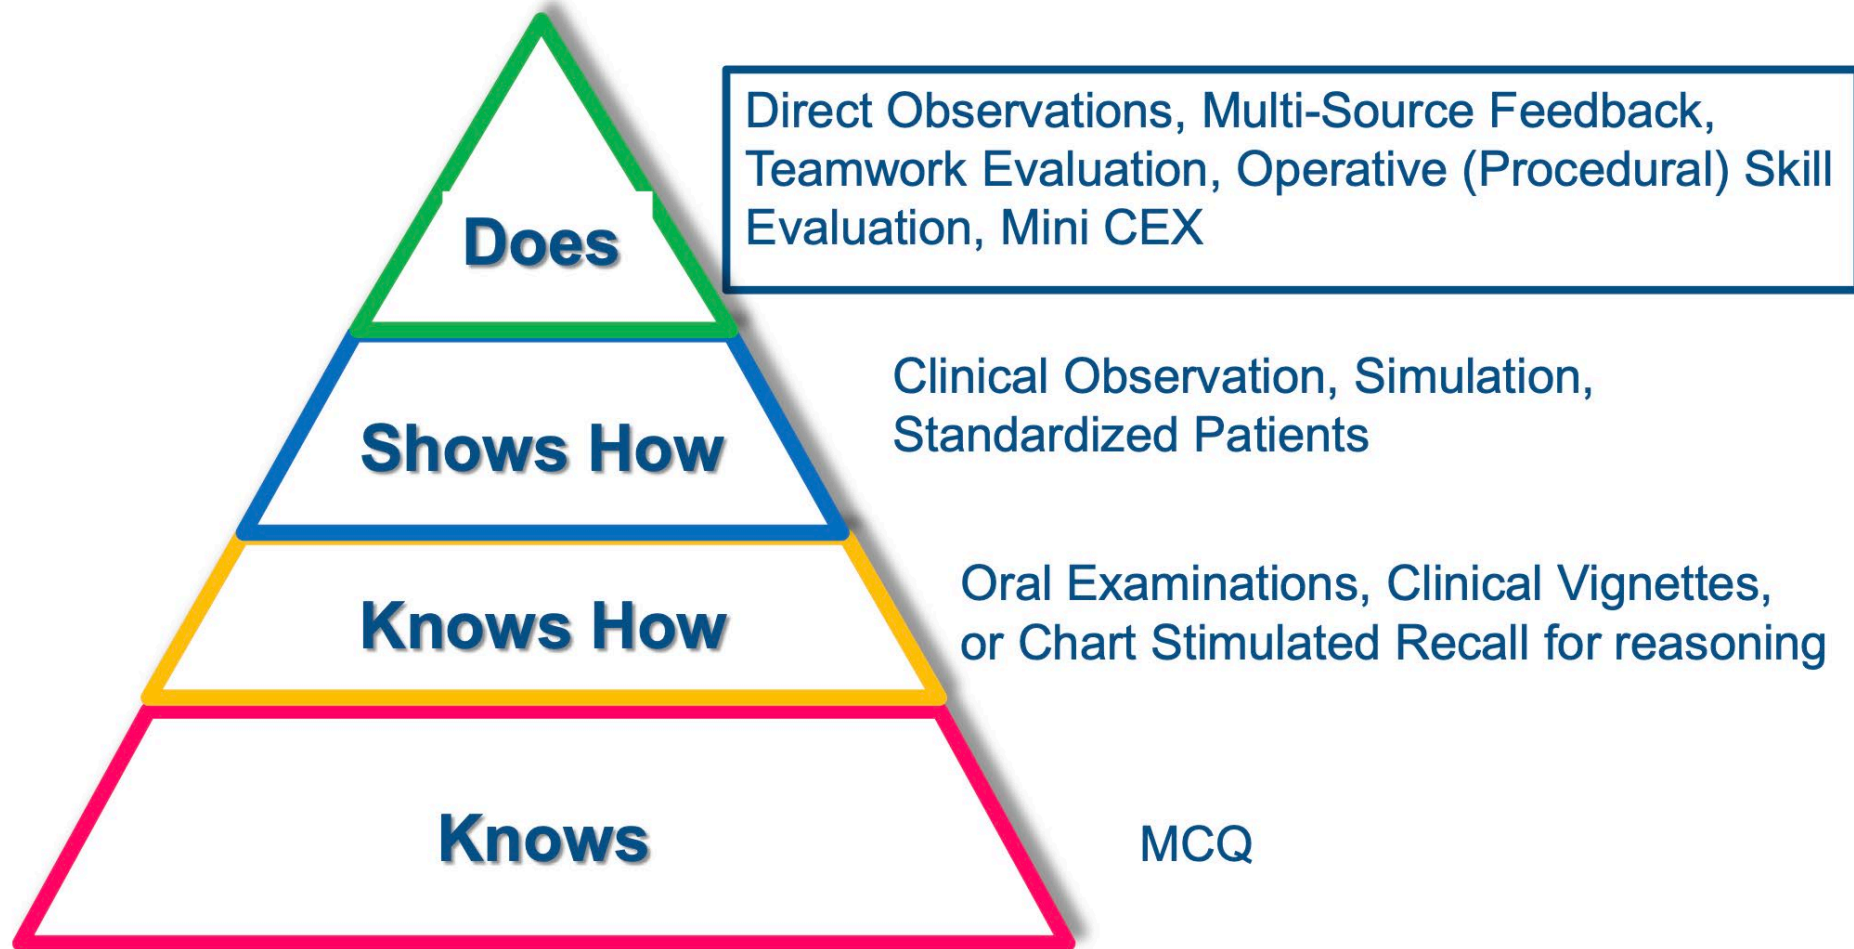 Direct Observations, Multi-Source Feedback,
Teamwork Evaluation, Operative (Procedural) Skill
Evaluation, Mini CEX
Does
Clinical Observation, Simulation,
Standardized Patients
Shows How
Oral Examinations, Clinical Vignettes,
or Chart Stimulated Recall for reasoning
Knows How
Knows
MCQ